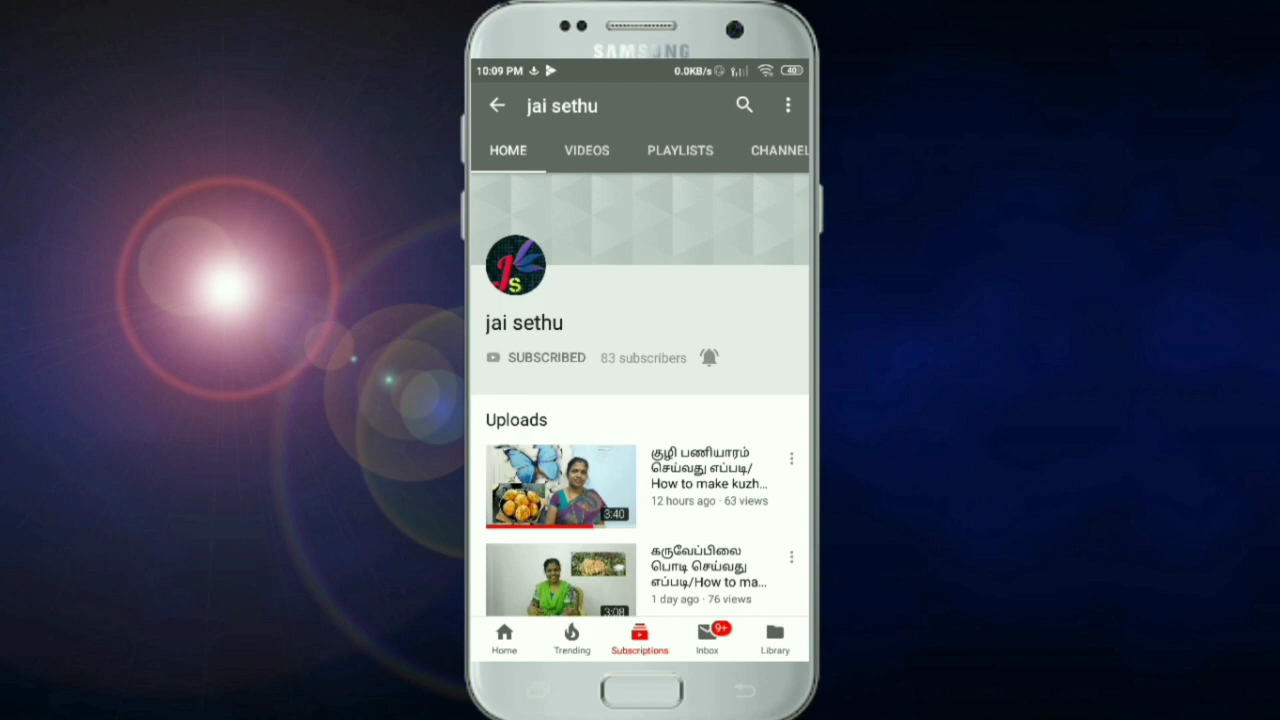 SAMSUNG
10:09 PM 0.0KB/s 40
jai sethu
HOME VIDEOS PLAYLISTS CHANNEL
Js
jai sethu
SUBSCRIBED 83 subscribers
Uploads
குழி பணியாரம்
செய்வது எப்படி/
How to make kuzh...
12 hours ago · 63 views
3:40
கருவேப்பிலை
பொடி செய்வது
எப்படி/How to ma...
1 day ago · 76 views
3:08
9+
Home Trending Subscriptions Inbox Library